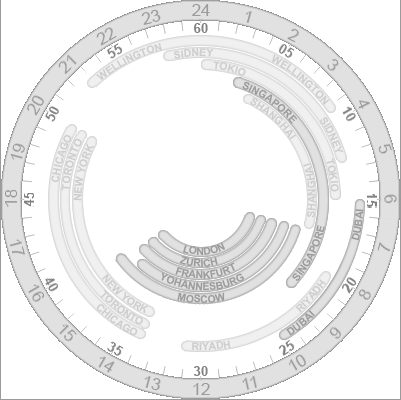 24
1
2
3
4
5
6
7
8
9
10
11
12
13
14
15
16
17
18
19
20
21
22
23
60
05
10
15
20
25
30
35
40
45
50
55
WELLINGTON
WELLINGTON
SiDNEY
SiDNEY
TOKIO
TOKIO
SINGAPORE
SINGAPORE
SHANGHAI
SHANGHAI
DUBAI
DUBAI
RIYADH
RIYADH
CHICAGO
TORONTO
NEW YORK
NEW YORK
TORONTO
CHICAGO
LONDON
ZURICH
FRANKFURT
YOHANNESBURG
MOSCOW